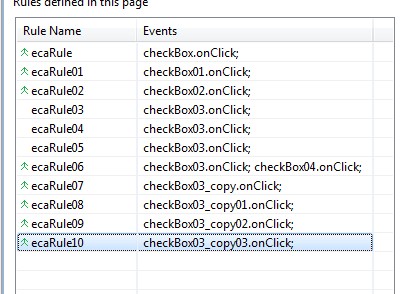 Rules defined in this page
Rule Name Events
ecaRule checkBox.onClick;
ecaRule01 checkBox01.onClick;
ecaRule02 checkBox02.onClick;
ecaRule03 checkBox03.onClick;
ecaRule04 checkBox03.onClick;
ecaRule05 checkBox03.onClick;
ecaRule06 checkBox03.onClick; checkBox04.onClick;
ecaRule07 checkBox03_copy.onClick;
ecaRule08 checkBox03_copy01.onClick;
ecaRule09 checkBox03_copy02.onClick;
ecaRule10 checkBox03_copy03.onClick;